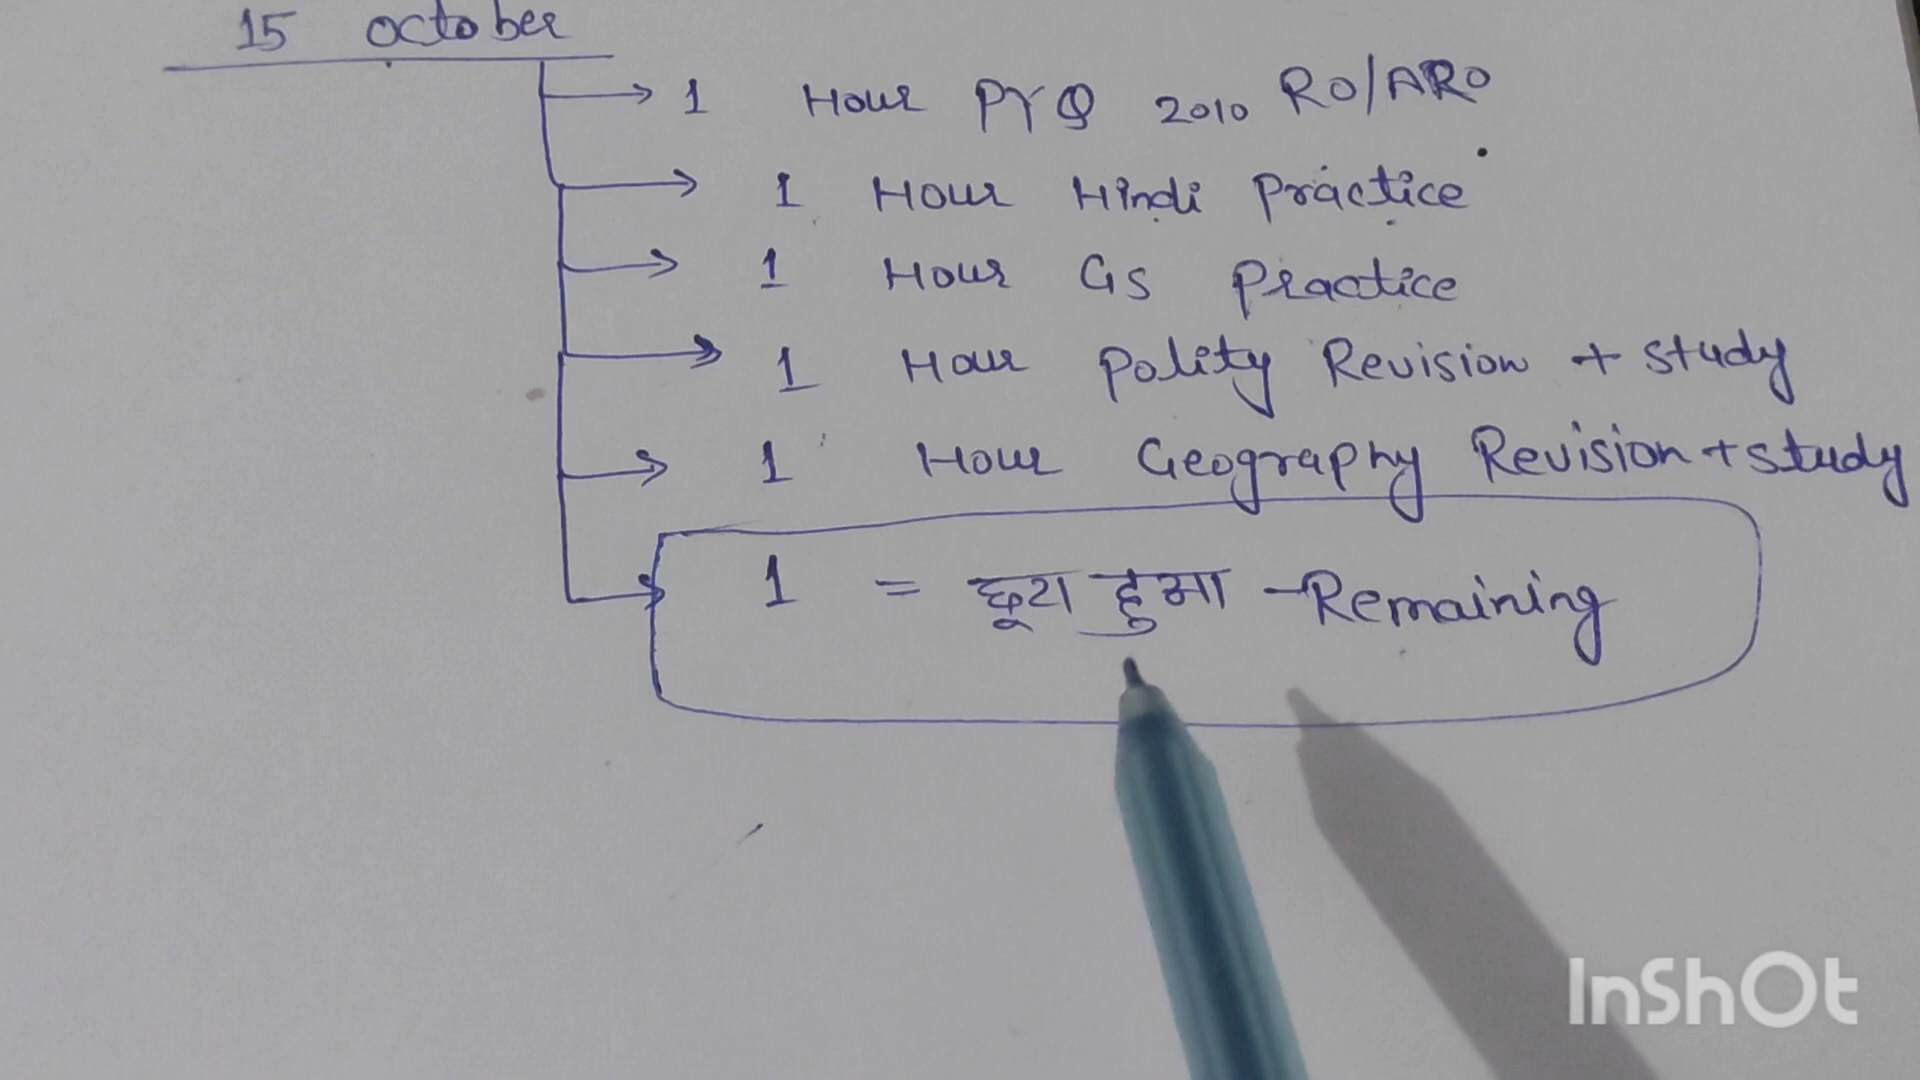 15 october
1 Hour PYQ 2010 RO/ARO
1 Hour Hindi Practice
1 Hour GS Practice
1 Hour Polity Revision + study
1 Hour Geography Revision + study
1 = छूटा हुआ - Remaining
InShOt